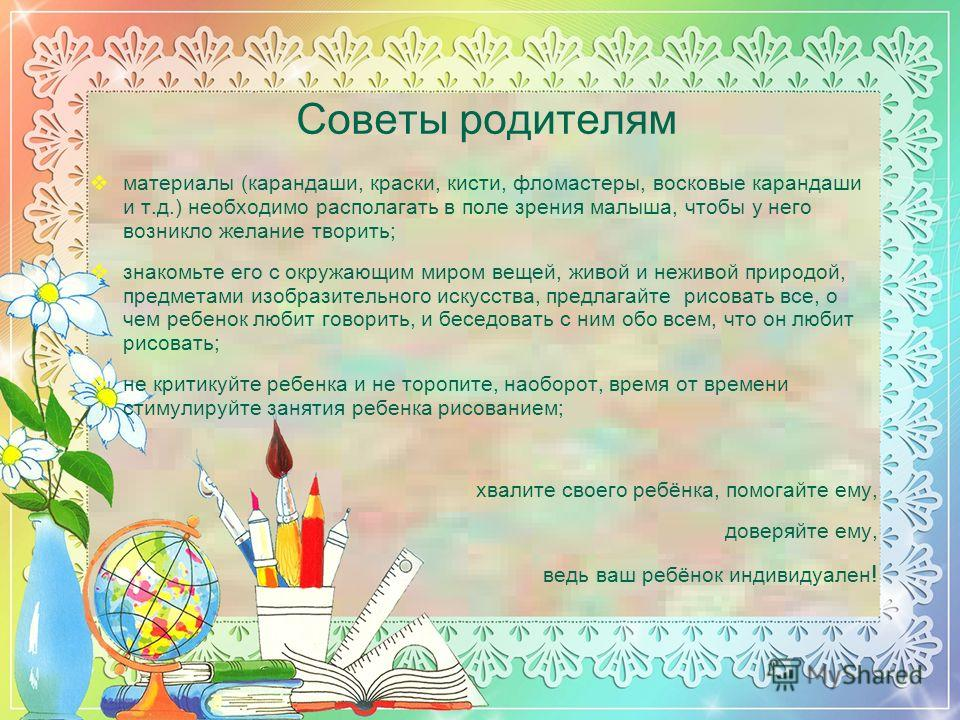 Советы родителям
❖ материалы (карандаши, краски, кисти, фломастеры, восковые карандаши
и т.д.) необходимо располагать в поле зрения малыша, чтобы у него
возникло желание творить;
❖ знакомьте его с окружающим миром вещей, живой и неживой природой,
предметами изобразительного искусства, предлагайте рисовать все, о
чем ребенок любит говорить, и беседовать с ним обо всем, что он любит
рисовать;
❖ не критикуйте ребенка и не торопите, наоборот, время от времени
стимулируйте занятия ребенка рисованием;
хвалите своего ребёнка, помогайте ему,
доверяйте ему,
ведь ваш ребёнок индивидуален!
MyShared